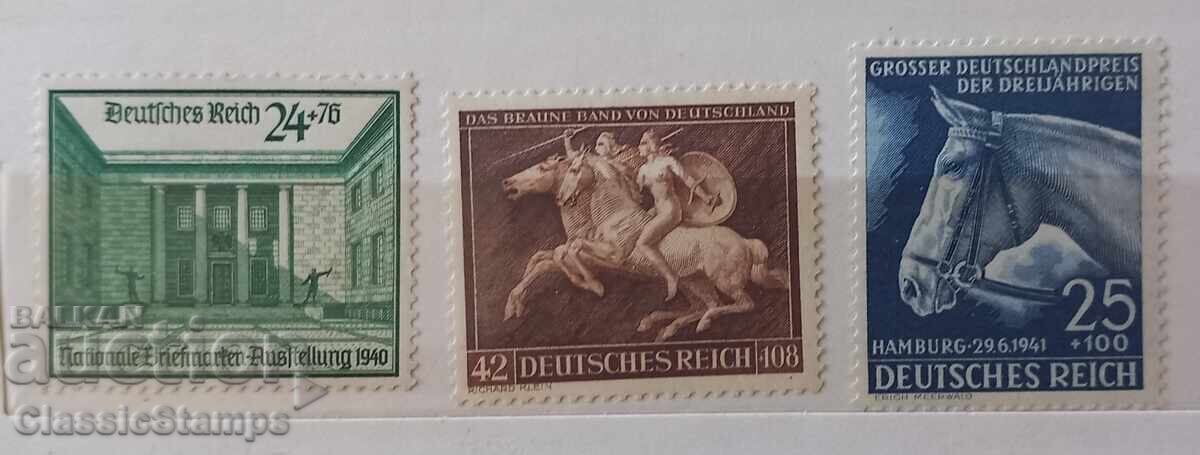 Deutsches Reich 24+76
Nationale Briefmarken-Ausstellung 1940
DAS BRAUNE BAND VON DEUTSCHLAND
42 DEUTSCHES REICH +108
RICHARD KLEIN
GROSSER DEUTSCHLANDPREIS
DER DREIJÄHRIGEN
25
+100
HAMBURG·29.6.1941
DEUTSCHES REICH
ERICH MEERWALD
BALKAN
auction
ClassicStamps